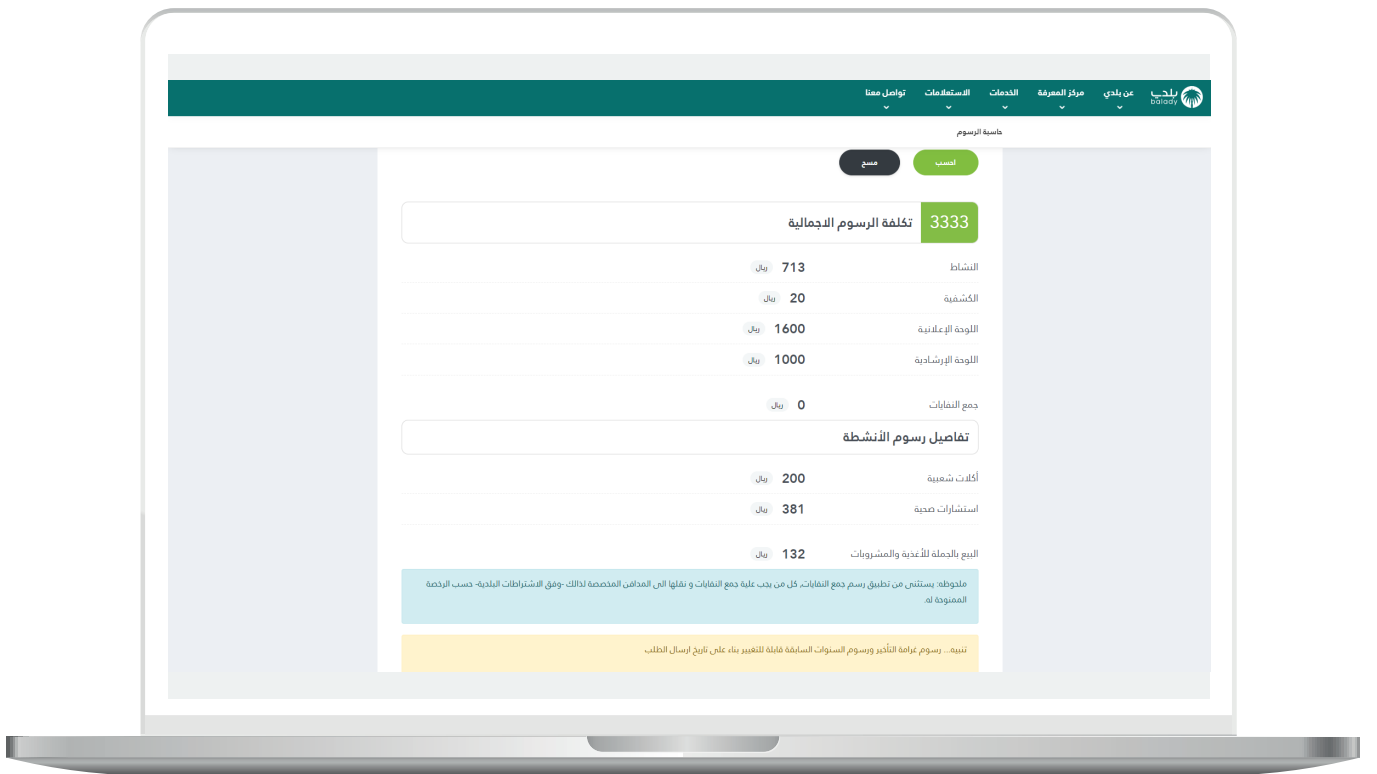 بلدي
balady
عن بلدي
مركز المعرفة
الخدمات
الاستعلامات
تواصل معنا
حاسبة الرسوم
احسب
مسح
3333 تكلفة الرسوم الاجمالية
النشاط 713 ريال
الكشفية 20 ريال
اللوحة الإعلانية 1600 ريال
اللوحة الإرشادية 1000 ريال
جمع النفايات 0 ريال
تفاصيل رسوم الأنشطة
أكلات شعبية 200 ريال
استشارات صحية 381 ريال
البيع بالجملة للأغذية والمشروبات 132 ريال
ملحوظه: يستثنى من تطبيق رسم جمع النفايات, كل من يجب علية جمع النفايات و نقلها الى المدافن المخصصة لذالك -وفق الاشتراطات البلدية- حسب الرخصة
الممنوحة له.
تنبيه... رسوم غرامة التأخير ورسوم السنوات السابقة قابلة للتغيير بناء على تاريخ ارسال الطلب